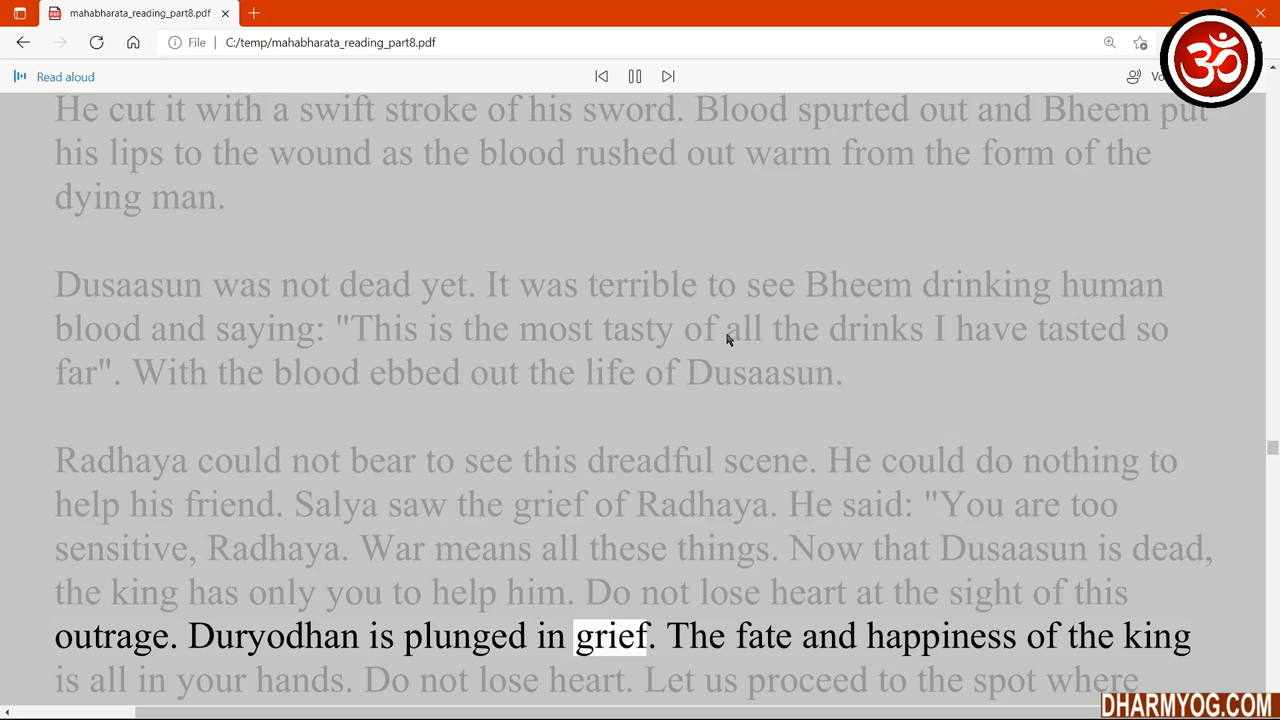 mahabharata_reading_part8.pdf
File
C:/temp/mahabharata_reading_part8.pdf
Read aloud
He cut it with a swift stroke of his sword. Blood spurted out and Bheem put
his lips to the wound as the blood rushed out warm from the form of the
dying man.
Dusaasun was not dead yet. It was terrible to see Bheem drinking human
blood and saying: "This is the most tasty of all the drinks I have tasted so
far". With the blood ebbed out the life of Dusaasun.
Radhaya could not bear to see this dreadful scene. He could do nothing to
help his friend. Salya saw the grief of Radhaya. He said: "You are too
sensitive, Radhaya. War means all these things. Now that Dusaasun is dead,
the king has only you to help him. Do not lose heart at the sight of this
outrage. Duryodhan is plunged in grief. The fate and happiness of the king
is all in your hands. Do not lose heart. Let us proceed to the spot where
ॐ
DHARMYOG.COM